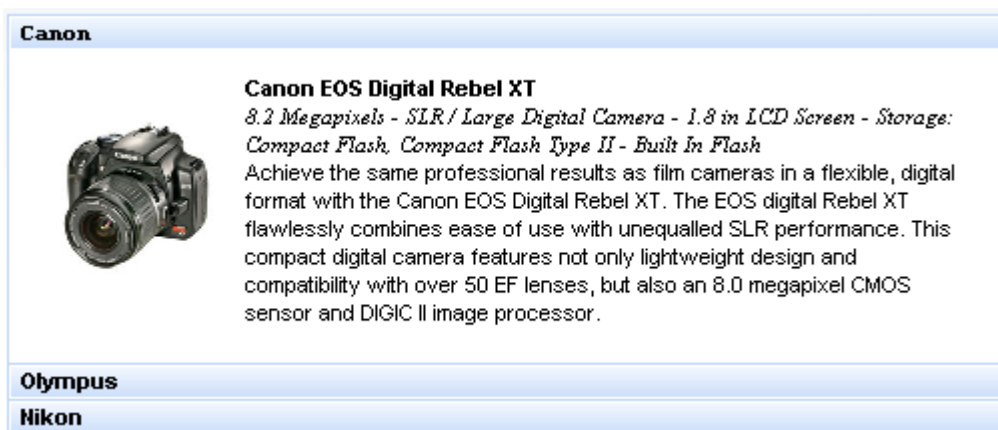 Canon
Canon EOS Digital Rebel XT
8.2 Megapixels - SLR / Large Digital Camera - 1.8 in LCD Screen - Storage:
Compact Flash, Compact Flash Type II - Built In Flash
Achieve the same professional results as film cameras in a flexible, digital
format with the Canon EOS Digital Rebel XT. The EOS digital Rebel XT
flawlessly combines ease of use with unequalled SLR performance. This
compact digital camera features not only lightweight design and
compatibility with over 50 EF lenses, but also an 8.0 megapixel CMOS
sensor and DIGIC II image processor.
Olympus
Nikon